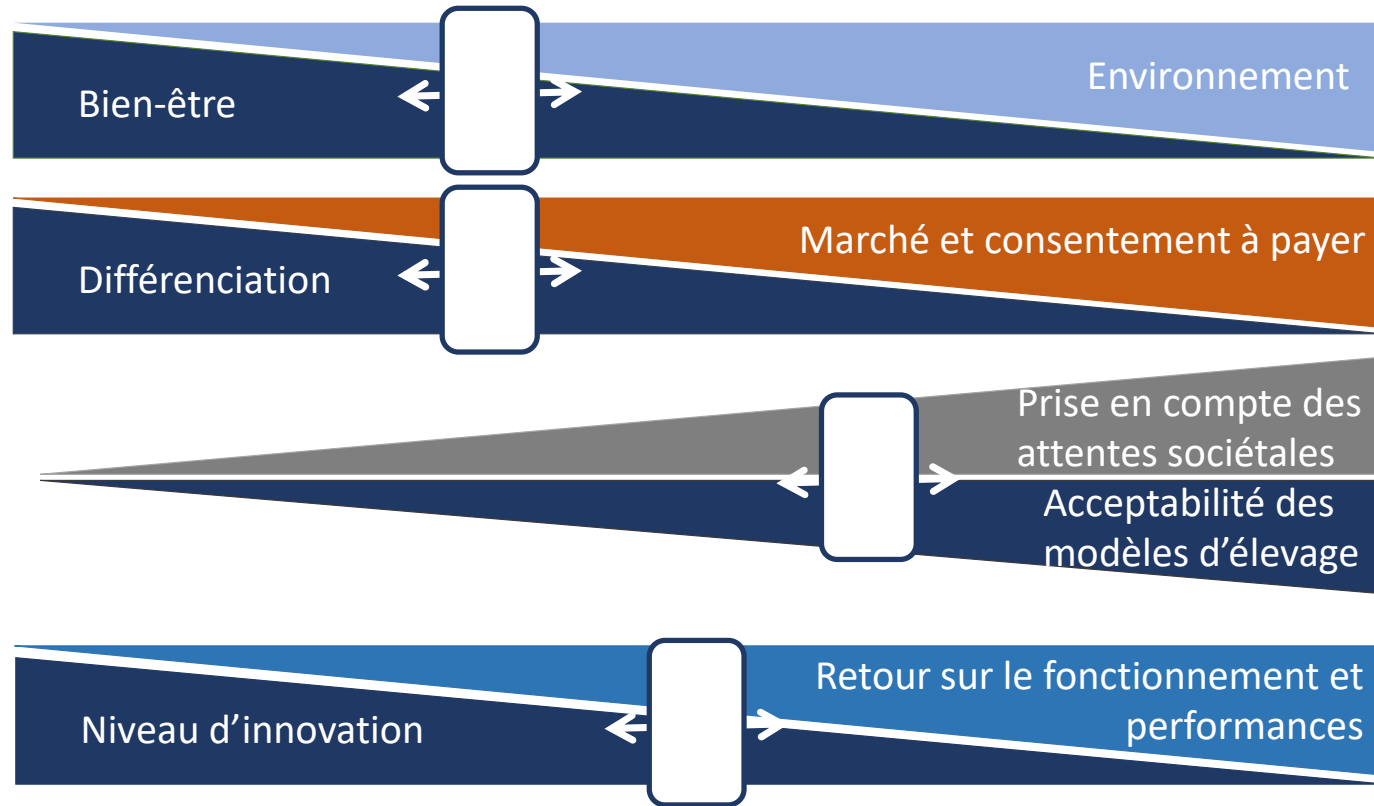 Environnement
Bien-être
Marché et consentement à payer
Différenciation
Prise en compte des
attentes sociétales
Acceptabilité des
modèles d’élevage
Retour sur le fonctionnement et
performances
Niveau d’innovation